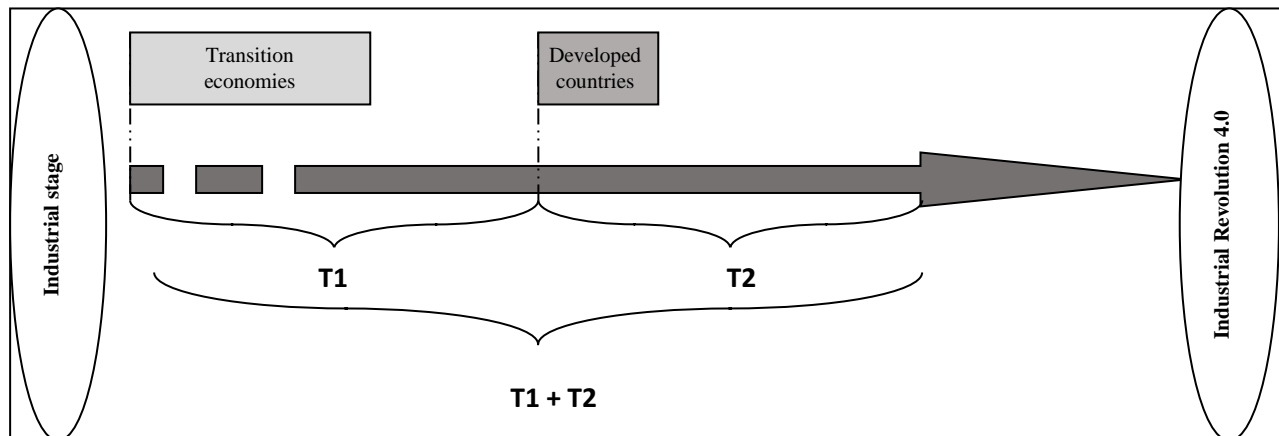 Transition
economies
Developed
countries
Industrial stage
Industrial Revolution 4.0
T1
T2
T1 + T2